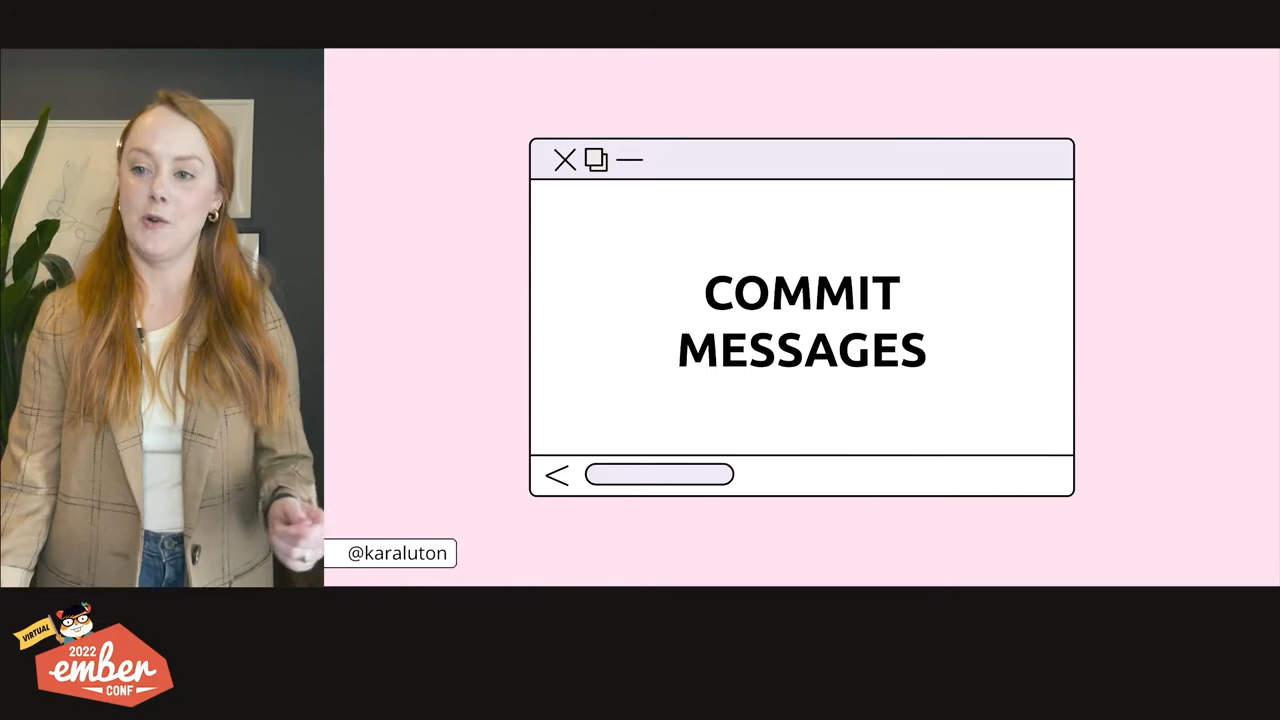 COMMIT
MESSAGES
@karaluton
VIRTUAL
2022
ember
CONF